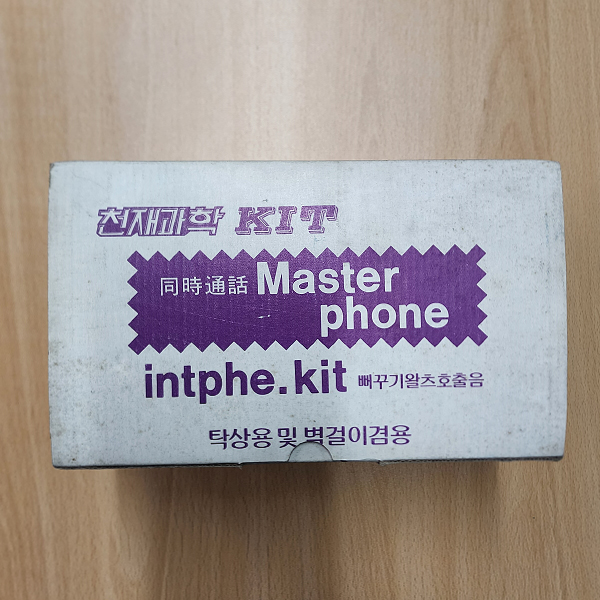 천재과학 KIT
同時通話 Master
phone
intphe.kit 뻐꾸기왈츠호출음
탁상용 및 벽걸이겸용